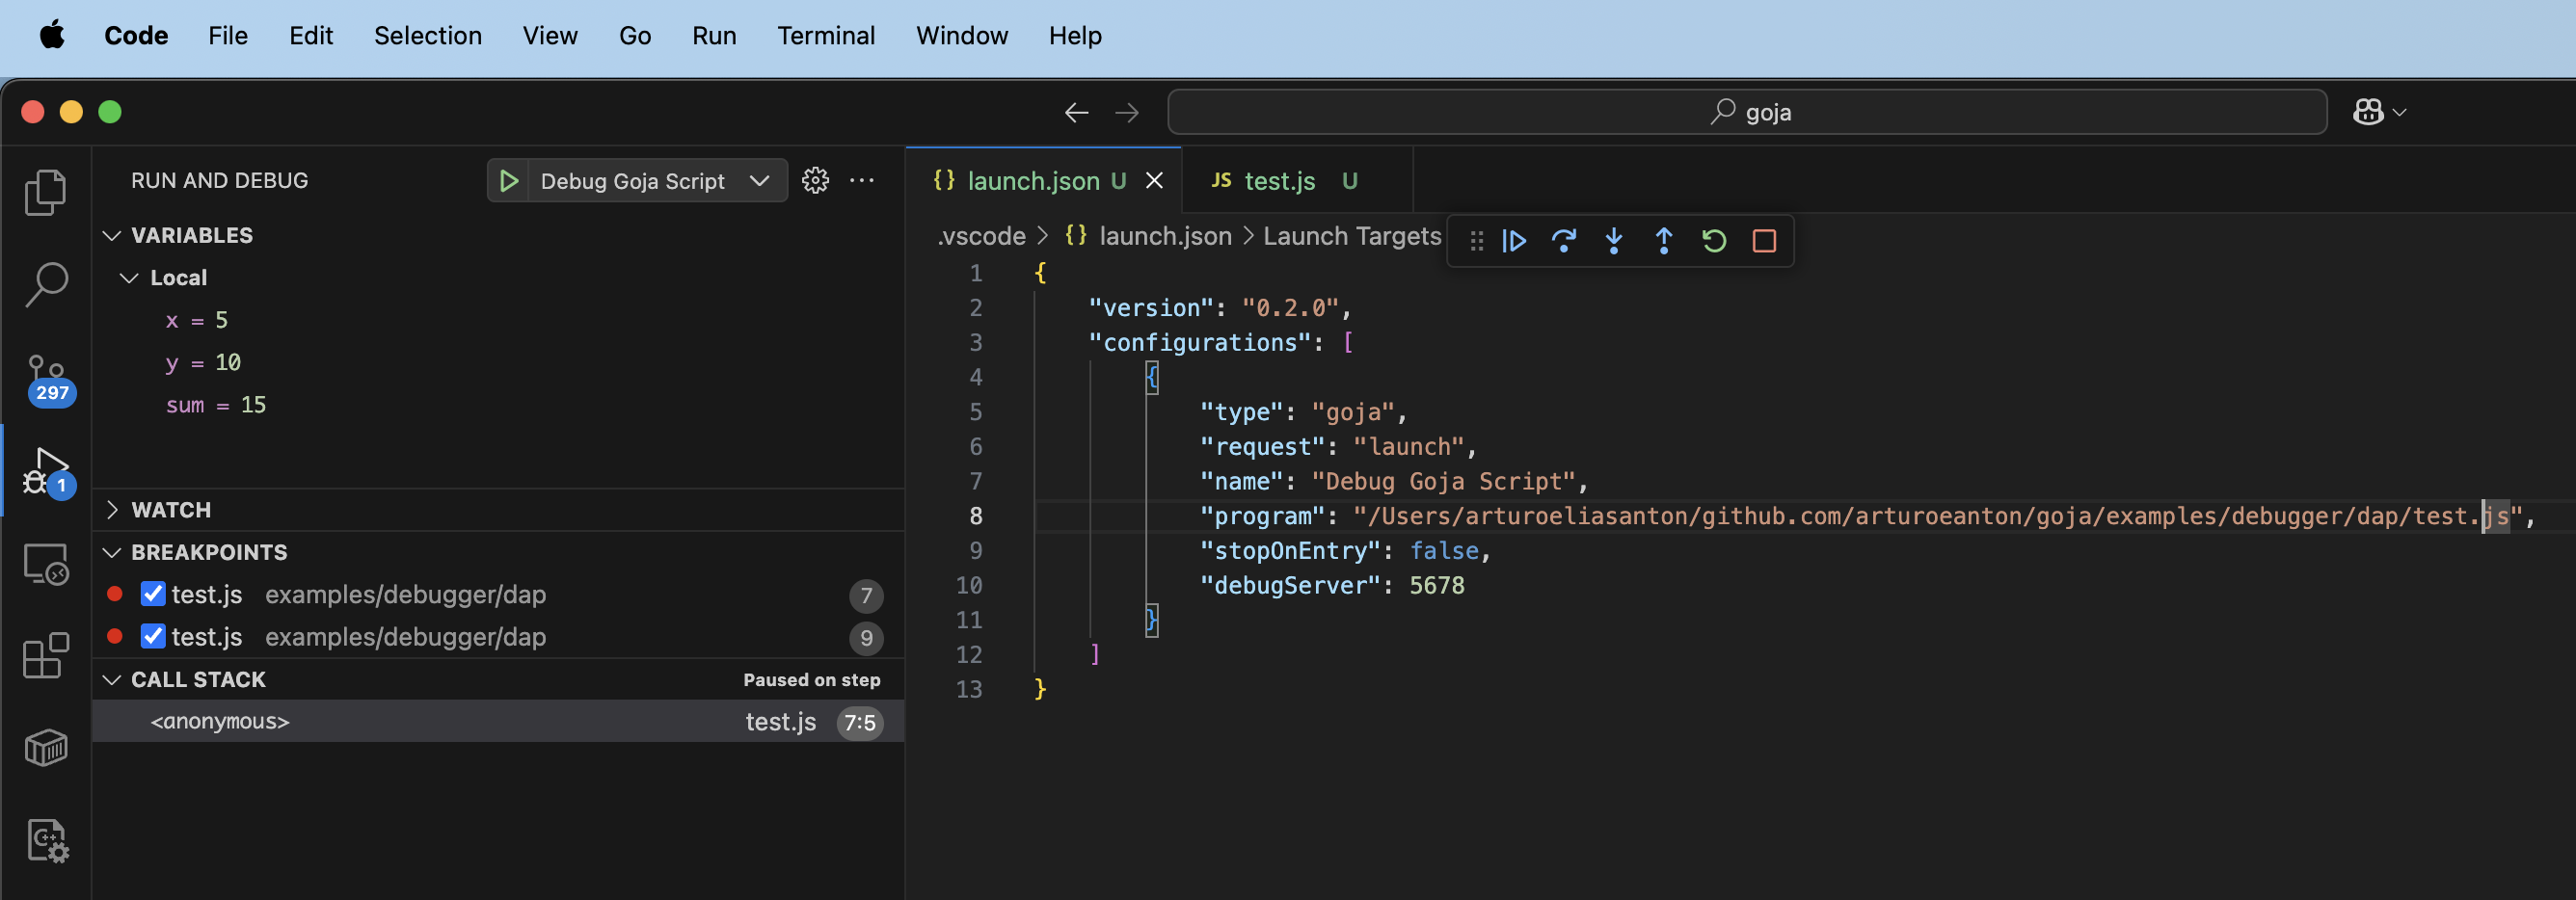 Code File Edit Selection View Go Run Terminal Window Help
goja
RUN AND DEBUG Debug Goja Script
VARIABLES
Local
x = 5
y = 10
sum = 15
297
1
WATCH
BREAKPOINTS
test.js examples/debugger/dap 7
test.js examples/debugger/dap 9
CALL STACK Paused on step
<anonymous> test.js 7:5
{} launch.json U JS test.js U
.vscode > {} launch.json > Launch Targets
1 {
2 "version": "0.2.0",
3 "configurations": [
4 {
5 "type": "goja",
6 "request": "launch",
7 "name": "Debug Goja Script",
8 "program": "/Users/arturoeliasanton/github.com/arturoeanton/goja/examples/debugger/dap/test.js",
9 "stopOnEntry": false,
10 "debugServer": 5678
11 }
12 ]
13 }
C++